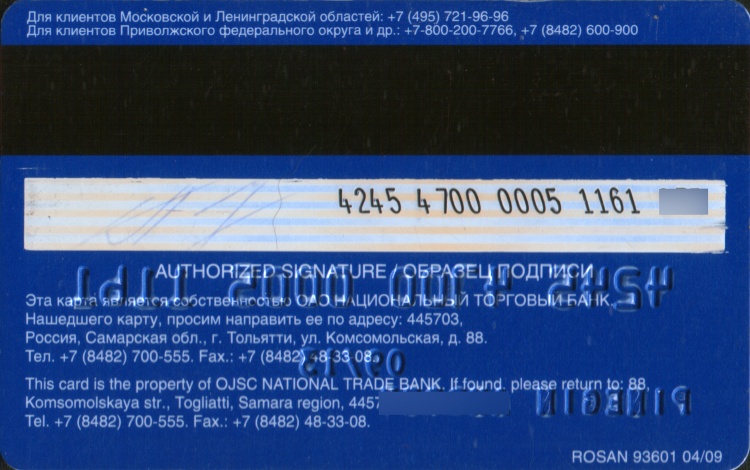 Для клиентов Московской и Ленинградской областей: +7 (495) 721-96-96
Для клиентов Приволжского федерального округа и др.: +7-800-200-7766, +7 (8482) 600-900
4245 4700 0005 1161
AUTHORIZED SIGNATURE / ОБРАЗЕЦ ПОДПИСИ
Эта карта является собственностью ОАО НАЦИОНАЛЬНЫЙ ТОРГОВЫЙ БАНК.
Нашедшего карту, просим направить ее по адресу: 445703,
Россия, Самарская обл., г. Тольятти, ул. Комсомольская, д. 88.
Тел. +7 (8482) 700-555. Fax.: +7 (8482) 48-33-08.
This card is the property of OJSC NATIONAL TRADE BANK. If found please return to: 88,
Komsomolskaya str., Togliatti, Samara region, 4457
Tel. +7 (8482) 700-555. Fax.: +7 (8482) 48-33-08.
ROSAN 93601 04/09